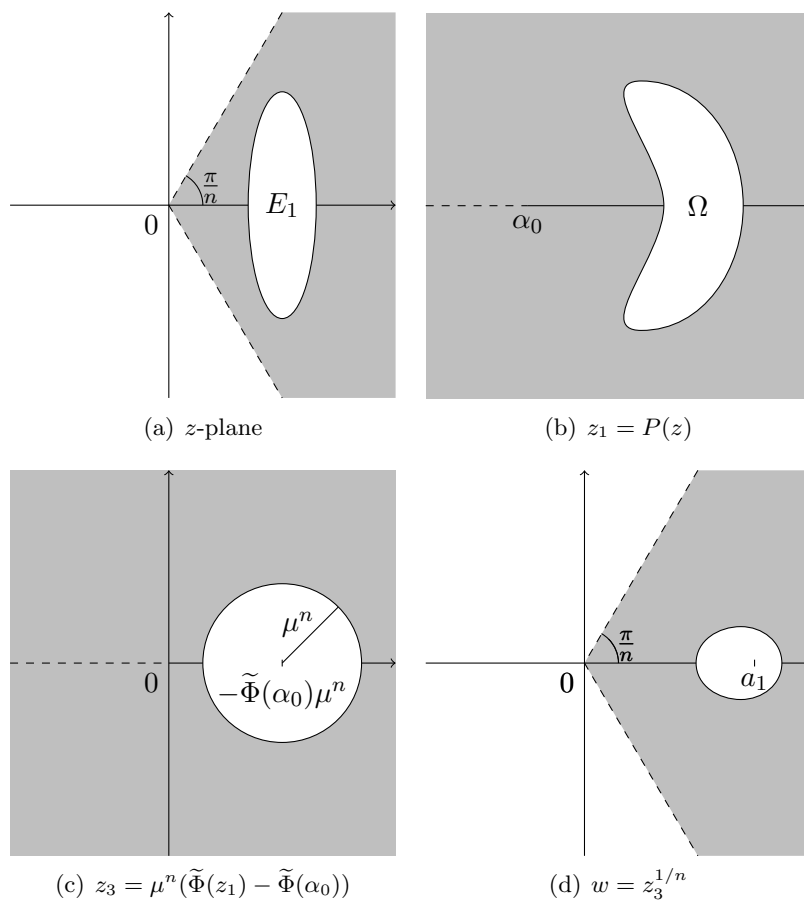 π/n
0
E₁
α₀
Ω
(a) z-plane
(b) z₁ = P(z)
μⁿ
0
−Φ̃(α₀)μⁿ
π/n
0
a₁
(c) z₃ = μⁿ(Φ̃(z₁) − Φ̃(α₀))
(d) w = z₃^{1/n}